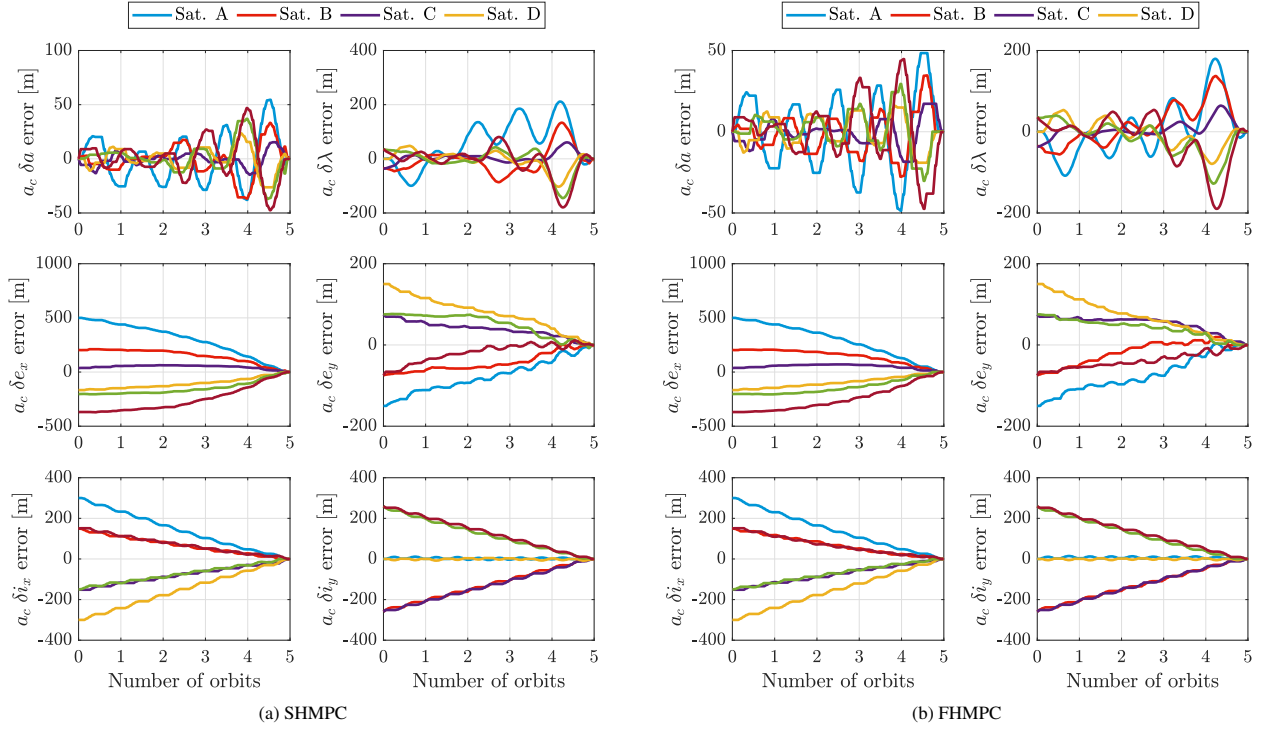 Sat. A Sat. B Sat. C Sat. D
100
50
0
-50
0 1 2 3 4 5
a_c δa error [m]
400
200
0
-200
0 1 2 3 4 5
a_c δλ error [m]
1000
500
0
-500
0 1 2 3 4 5
a_c δe_x error [m]
200
100
0
-100
-200
0 1 2 3 4 5
a_c δe_y error [m]
400
200
0
-200
-400
0 1 2 3 4 5
a_c δi_x error [m]
Number of orbits
400
200
0
-200
-400
0 1 2 3 4 5
a_c δi_y error [m]
Number of orbits
(a) SHMPC
Sat. A Sat. B Sat. C Sat. D
50
0
50
0 1 2 3 4 5
a_c δa error [m]
200
0
-200
0 1 2 3 4 5
a_c δλ error [m]
1000
500
0
-500
0 1 2 3 4 5
a_c δe_x error [m]
200
100
0
-100
-200
0 1 2 3 4 5
a_c δe_y error [m]
400
200
0
-200
-400
0 1 2 3 4 5
a_c δi_x error [m]
Number of orbits
400
200
0
-200
-400
0 1 2 3 4 5
a_c δi_y error [m]
Number of orbits
(b) FHMPC